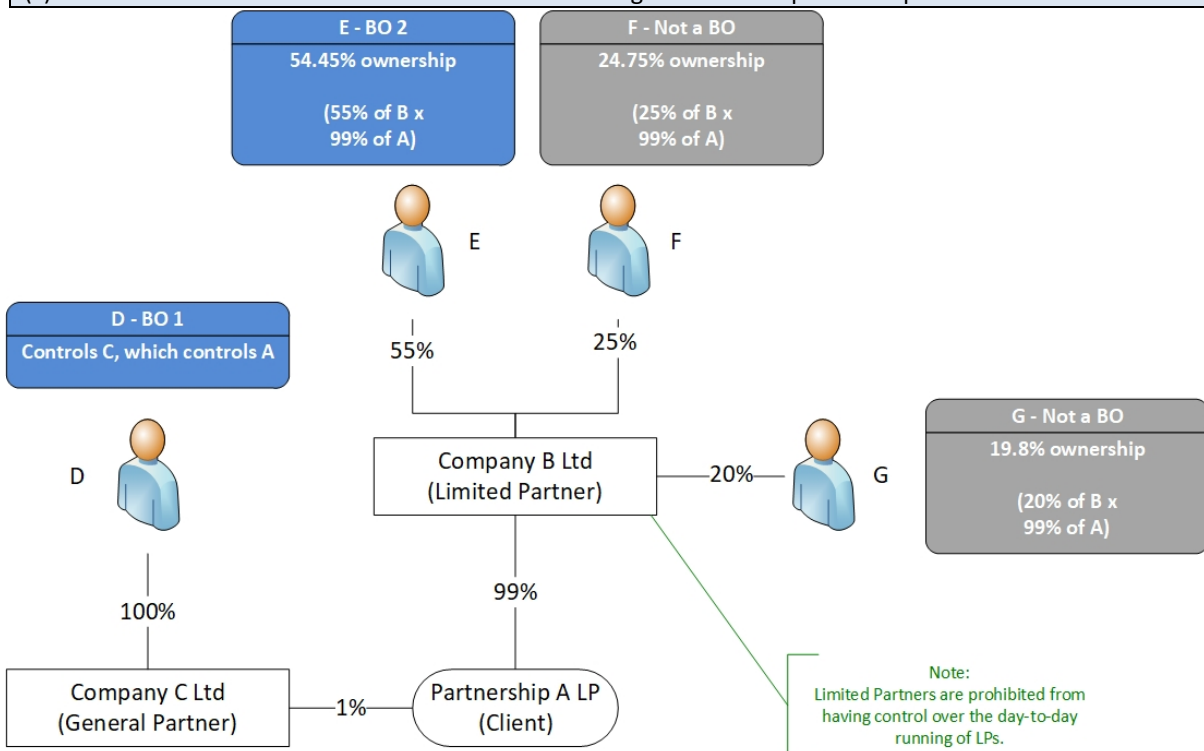 E - BO 2
54.45% ownership
(55% of B x
99% of A)
F - Not a BO
24.75% ownership
(25% of B x
99% of A)
E
F
D - BO 1
Controls C, which controls A
55%
25%
G - Not a BO
19.8% ownership
(20% of B x
99% of A)
D
Company B Ltd
(Limited Partner)
20%
G
99%
100%
Company C Ltd
(General Partner)
1%
Partnership A LP
(Client)
Note:
Limited Partners are prohibited from
having control over the day-to-day
running of LPs.